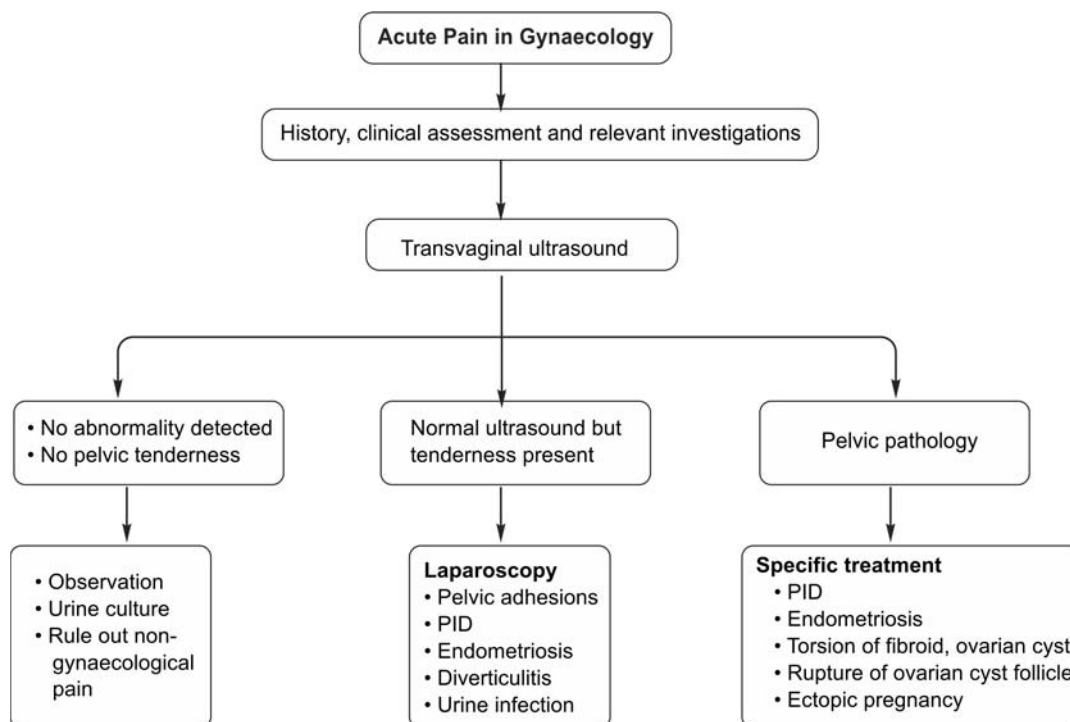 Acute Pain in Gynaecology
History, clinical assessment and relevant investigations
Transvaginal ultrasound
• No abnormality detected
• No pelvic tenderness
Normal ultrasound but
tenderness present
Pelvic pathology
• Observation
• Urine culture
• Rule out non-
gynaecological
pain
Laparoscopy
• Pelvic adhesions
• PID
• Endometriosis
• Diverticulitis
• Urine infection
Specific treatment
• PID
• Endometriosis
• Torsion of fibroid, ovarian cyst
• Rupture of ovarian cyst follicle
• Ectopic pregnancy